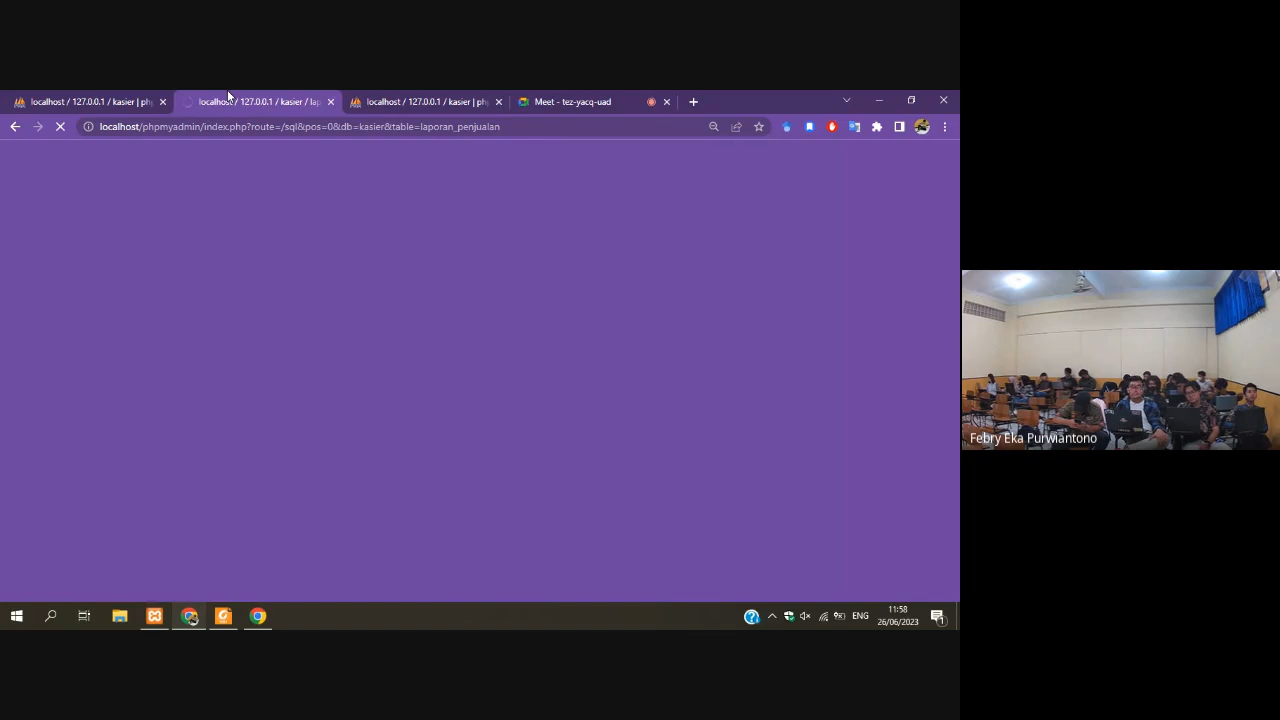 localhost / 127.0.0.1 / kasier | ph
localhost / 127.0.0.1 / kasier / la
localhost / 127.0.0.1 / kasier | ph
Meet - tez-yacq-uad
localhost/phpmyadmin/index.php?route=/sql&pos=0&db=kasier&table=laporan_penjualan
Febry Eka Purwiantono
ENG
11:58
26/06/2023
1